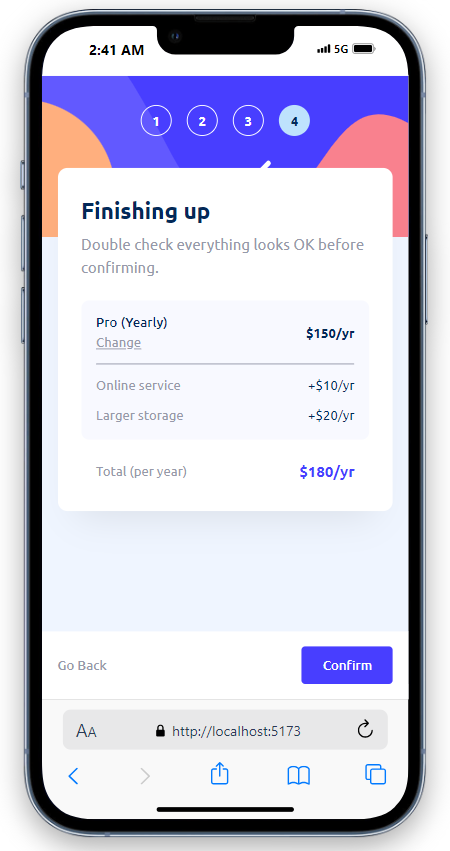 2:41 AM 5G
1 2 3 4
Finishing up
Double check everything looks OK before
confirming.
Pro (Yearly) $150/yr
Change
Online service +$10/yr
Larger storage +$20/yr
Total (per year) $180/yr
Go Back Confirm
AA http://localhost:5173